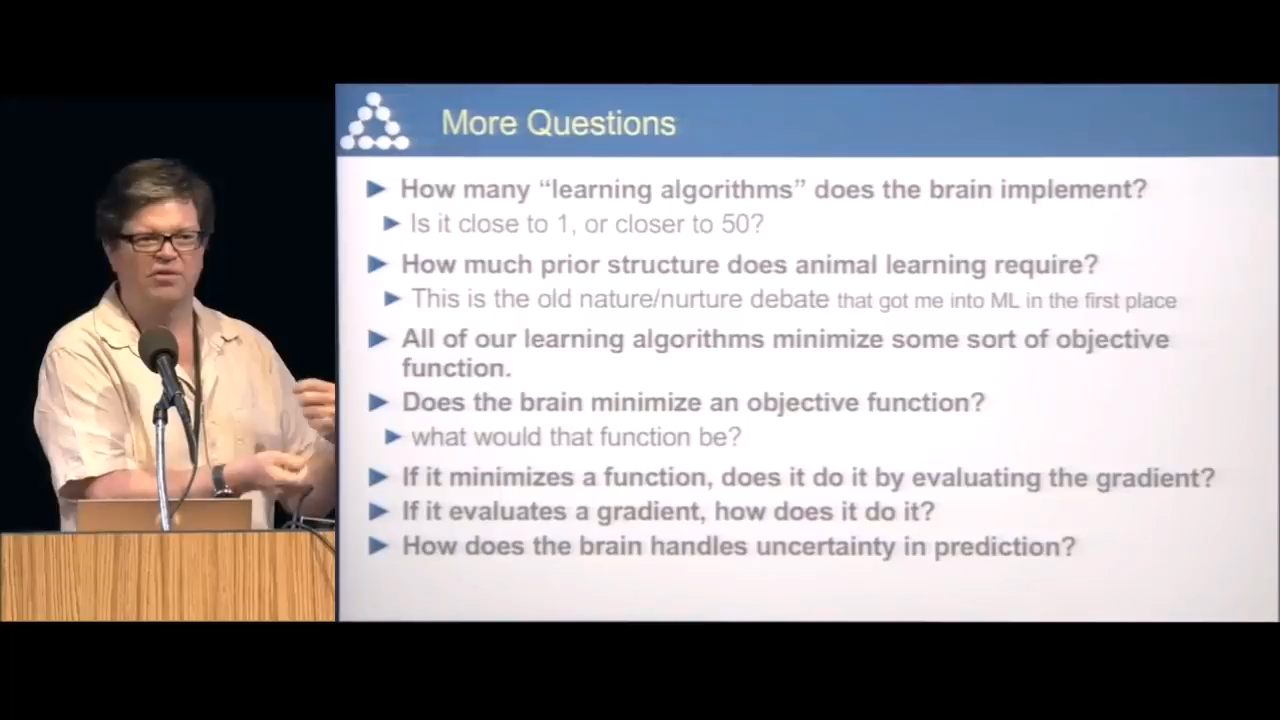 More Questions
How many “learning algorithms” does the brain implement?
Is it close to 1, or closer to 50?
How much prior structure does animal learning require?
This is the old nature/nurture debate that got me into ML in the first place
All of our learning algorithms minimize some sort of objective
function.
Does the brain minimize an objective function?
what would that function be?
If it minimizes a function, does it do it by evaluating the gradient?
If it evaluates a gradient, how does it do it?
How does the brain handles uncertainty in prediction?